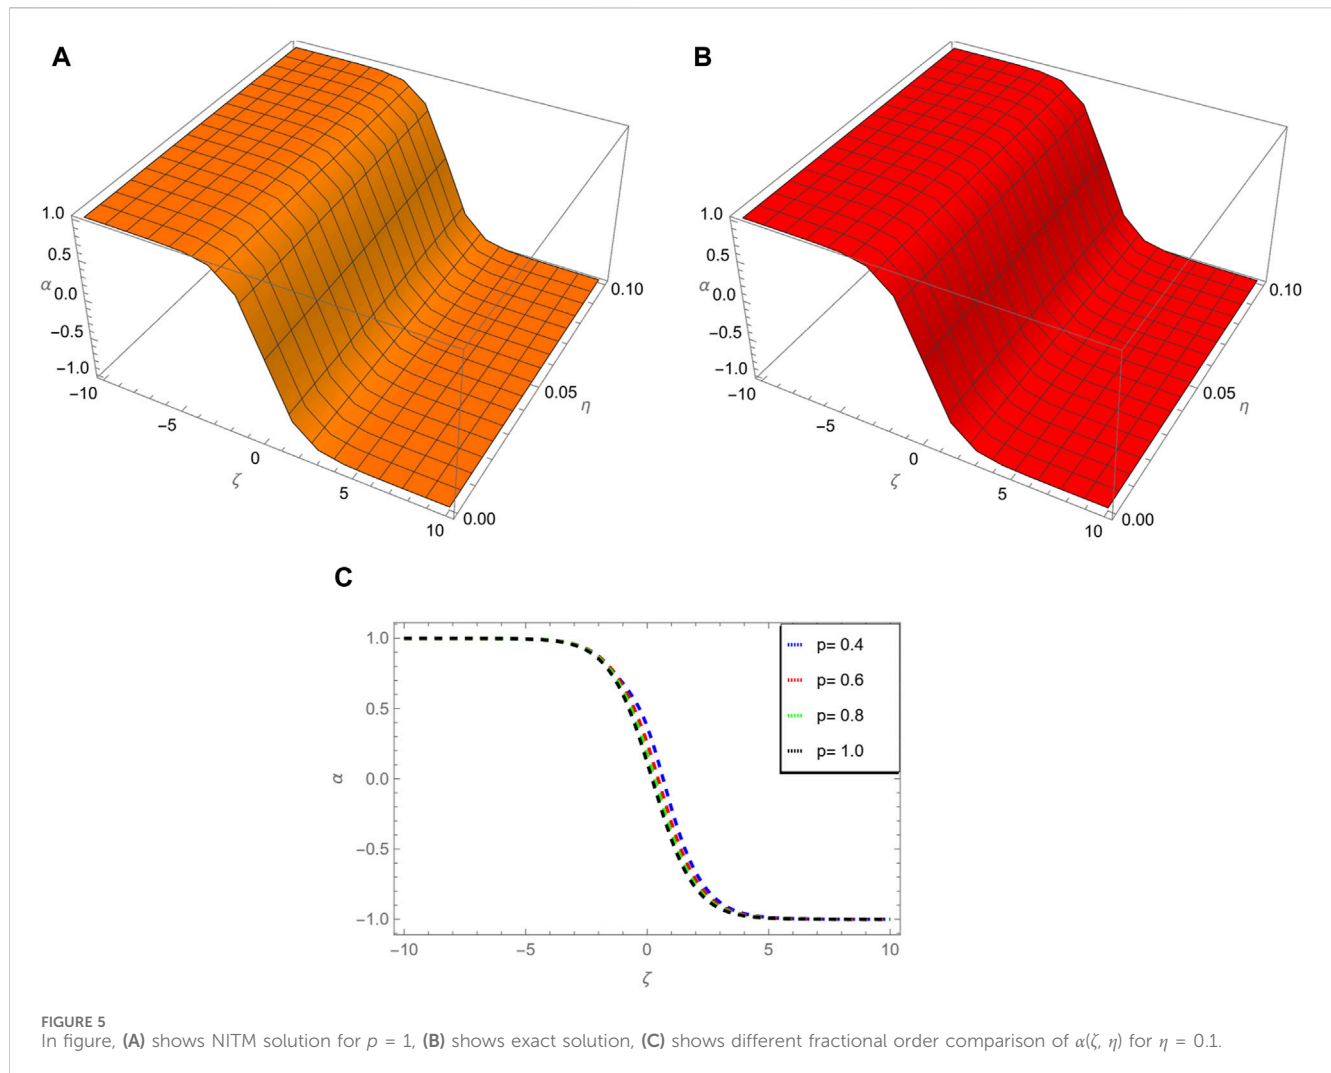 A
1.0
0.5
α 0.0
−0.5
−1.0
−10
−5
0
5
10
ζ
0.00
0.05
0.10
η
B
1.0
0.5
α 0.0
−0.5
−1.0
−10
−5
0
5
10
ζ
0.00
0.05
0.10
η
C
p= 0.4
p= 0.6
p= 0.8
p= 1.0
1.0
0.5
0.0
−0.5
−1.0
α
−10 −5 0 5 10
ζ
FIGURE 5
In figure, (A) shows NITM solution for p = 1, (B) shows exact solution, (C) shows different fractional order comparison of α(ζ, η) for η = 0.1.